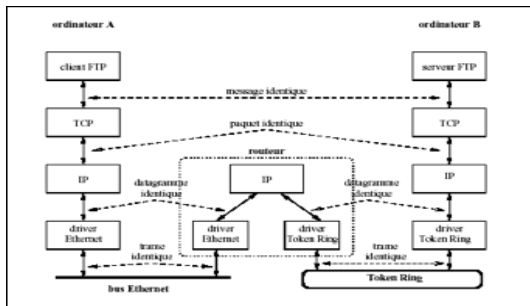 ordinateur A
ordinateur B
client FTP
serveur FTP
message identique
TCP
TCP
paquet identique
routeur
IP
IP
IP
datagramme
identique
datagramme
identique
driver
Ethernet
driver
Ethernet
driver
Token Ring
driver
Token Ring
trame
identique
trame
identique
bus Ethernet
Token Ring